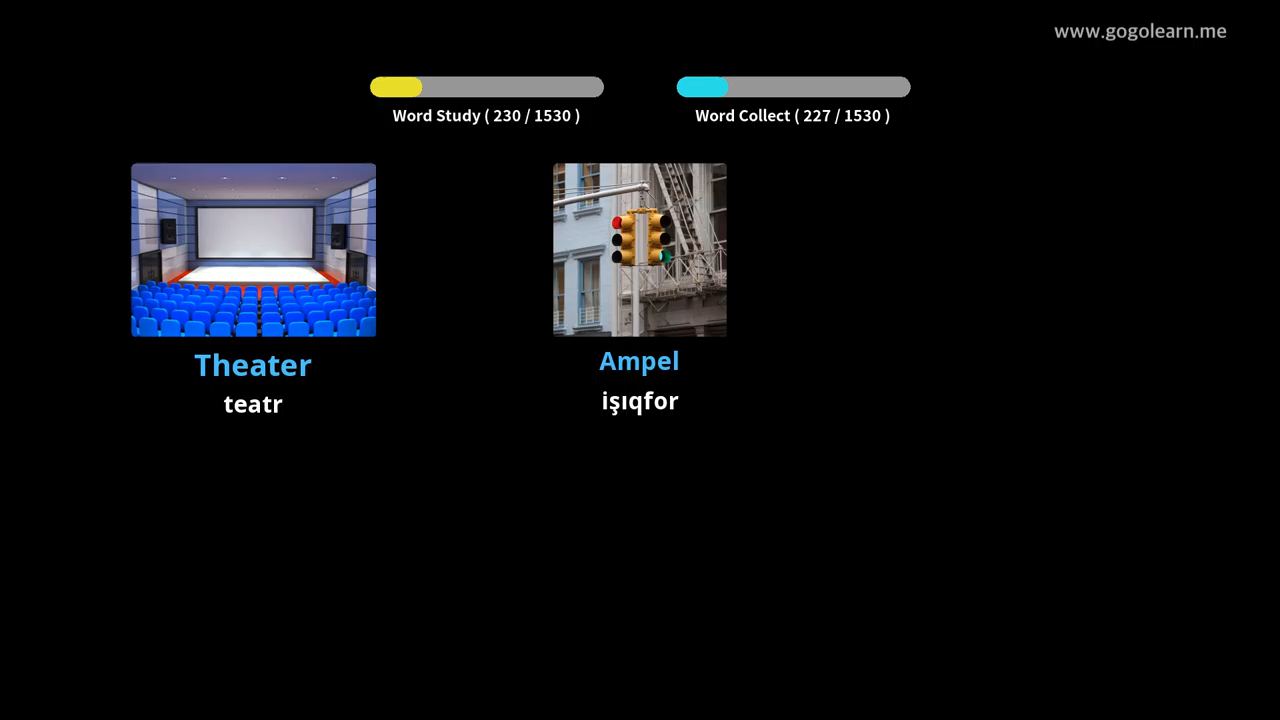 www.gogolearn.me
Word Study ( 230 / 1530 )
Word Collect ( 227 / 1530 )
Theater
teatr
Ampel
işıqfor